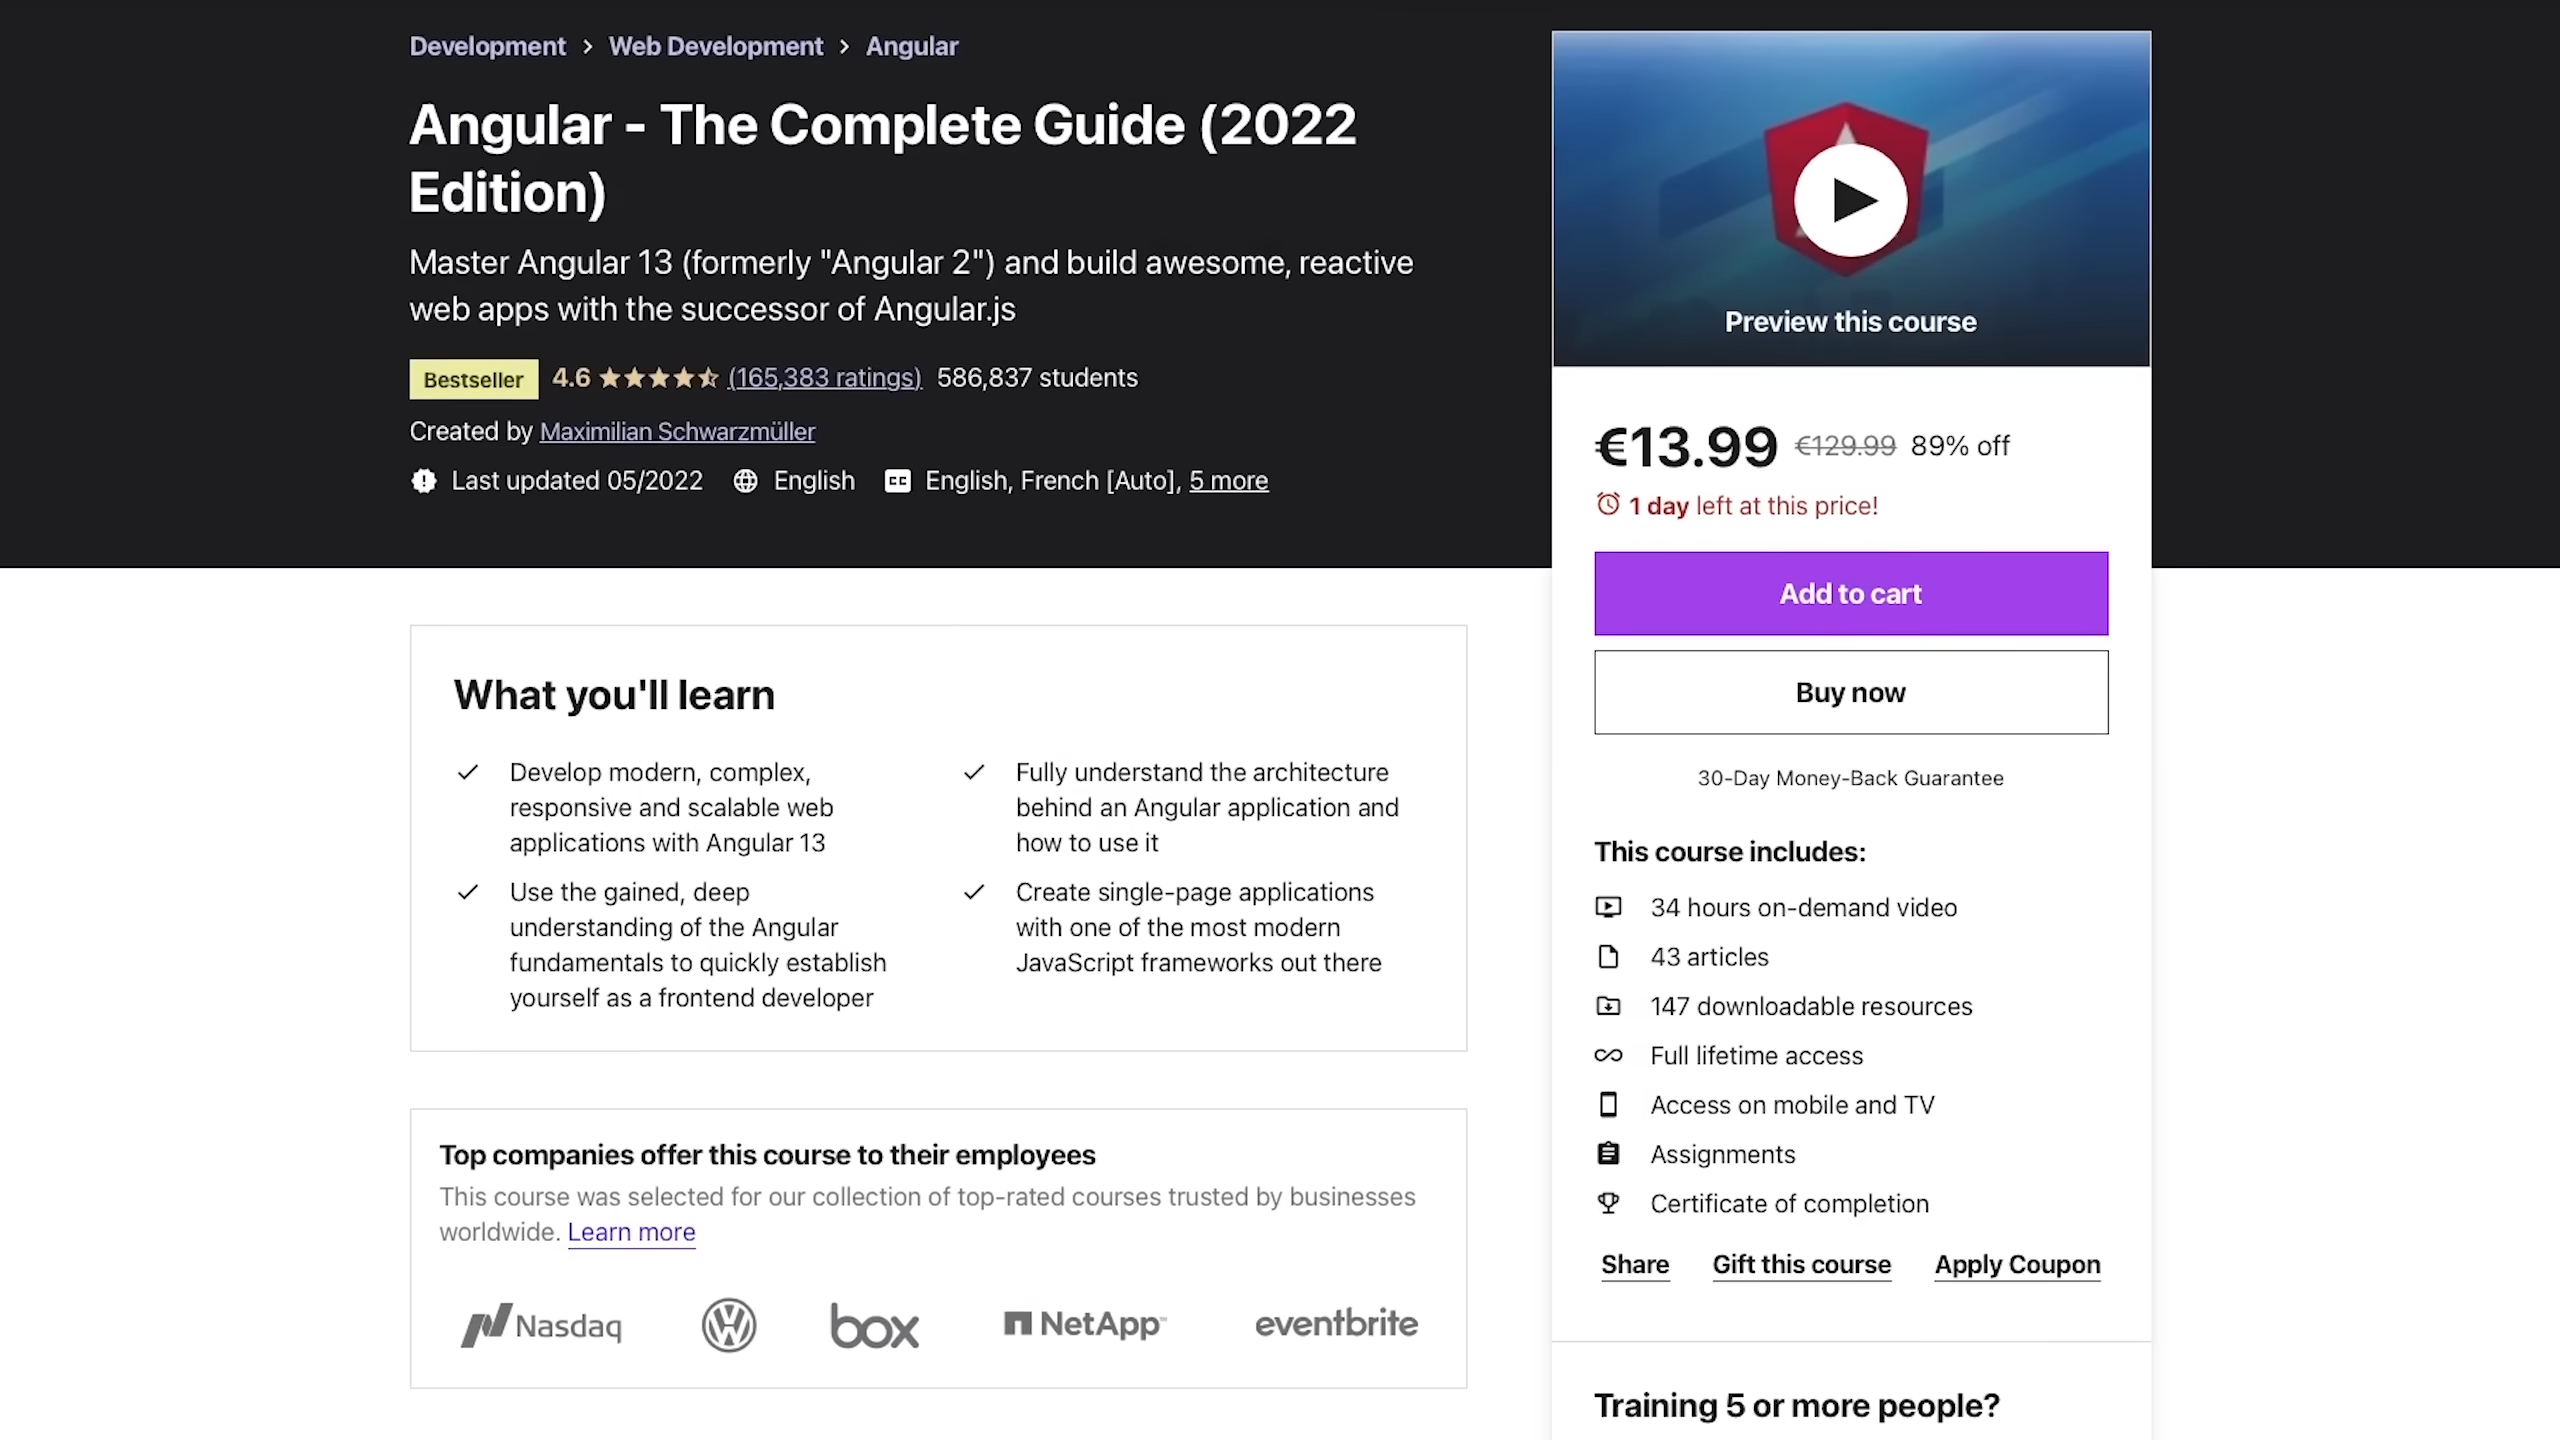 Development > Web Development > Angular
Angular - The Complete Guide (2022
Edition)
Master Angular 13 (formerly "Angular 2") and build awesome, reactive
web apps with the successor of Angular.js
Bestseller 4.6 (165,383 ratings) 586,837 students
Created by Maximilian Schwarzmüller
Last updated 05/2022 English CC English, French [Auto], 5 more
Preview this course
€13.99 €129.99 89% off
1 day left at this price!
Add to cart
Buy now
30-Day Money-Back Guarantee
This course includes:
34 hours on-demand video
43 articles
147 downloadable resources
Full lifetime access
Access on mobile and TV
Assignments
Certificate of completion
Share Gift this course Apply Coupon
Training 5 or more people?
What you'll learn
Develop modern, complex,
responsive and scalable web
applications with Angular 13
Fully understand the architecture
behind an Angular application and
how to use it
Use the gained, deep
understanding of the Angular
fundamentals to quickly establish
yourself as a frontend developer
Create single-page applications
with one of the most modern
JavaScript frameworks out there
Top companies offer this course to their employees
This course was selected for our collection of top-rated courses trusted by businesses
worldwide. Learn more
Nasdaq box NetApp eventbrite